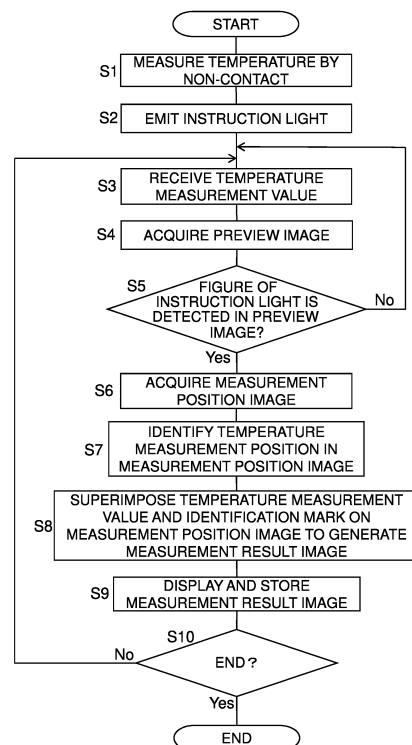 START
S1
MEASURE TEMPERATURE BY
NON-CONTACT
S2
EMIT INSTRUCTION LIGHT
S3
RECEIVE TEMPERATURE
MEASUREMENT VALUE
S4
ACQUIRE PREVIEW IMAGE
S5
FIGURE OF
INSTRUCTION LIGHT IS
DETECTED IN PREVIEW
IMAGE?
No
Yes
S6
ACQUIRE MEASUREMENT
POSITION IMAGE
S7
IDENTIFY TEMPERATURE
MEASUREMENT POSITION IN
MEASUREMENT POSITION IMAGE
S8
SUPERIMPOSE TEMPERATURE MEASUREMENT
VALUE AND IDENTIFICATION MARK ON
MEASUREMENT POSITION IMAGE TO GENERATE
MEASUREMENT RESULT IMAGE
S9
DISPLAY AND STORE
MEASUREMENT RESULT IMAGE
S10
No
END?
Yes
END